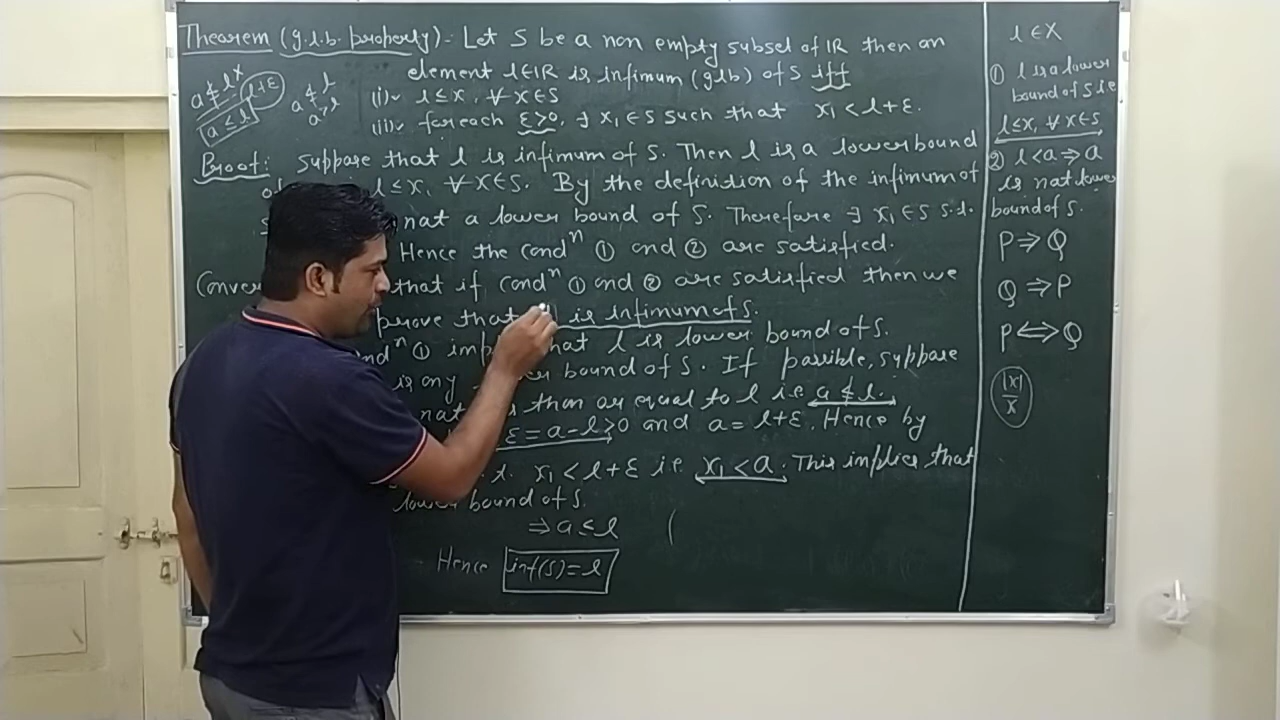 Theorem (g.l.b. property):- Let S be a non empty subset of IR then an
element l∈IR is infimum (glb) of S iff
(i):- l≤x, ∀ x∈S
(ii):- for each ε>0, ∃ x₁∈S such that x₁<l+ε.
a≰l x l+ε
a≤l
a≰l
a>l
Proof: Suppose that l is infimum of S. Then l is a lower bound
l≤x, ∀ x∈S. By the definition of the infimum of
not a lower bound of S. Therefore ∃ x₁∈S s.t.
Hence the condⁿ ① and ② are satisfied.
that if condⁿ ① and ② are satisfied then we
prove that l is infimum of S.
① that l is lower bound of S.
is any bound of S. If possible, suppose
than or equal to l i.e. a≰l.
ε=a-l>0 and a=l+ε. Hence by
x₁<l+ε i.e. x₁<a. This implies that
lower bound of S.
⇒a≤l (
Hence inf(S)=l
l∈X
① l is a lower
bound of S i.e
l≤x, ∀ x∈S
② l<a⇒a
is not lower
bound of S.
P⇒Q
Q⇒P
P⇔Q
|x|
x